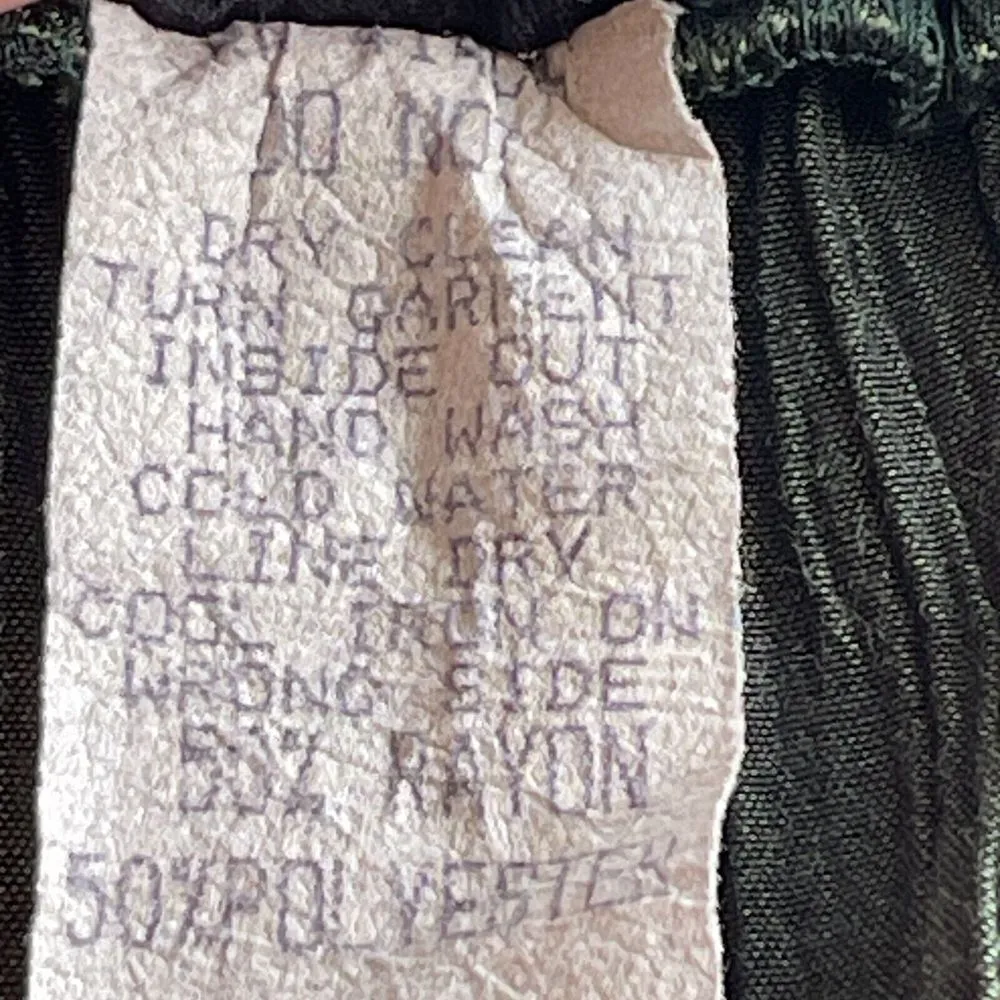 DO NOT
DRY CLEAN
TURN GARMENT
INSIDE OUT
HAND WASH
COLD WATER
LINE DRY
COOL IRON ON
WRONG SIDE
RAYON
50%POLYESTER